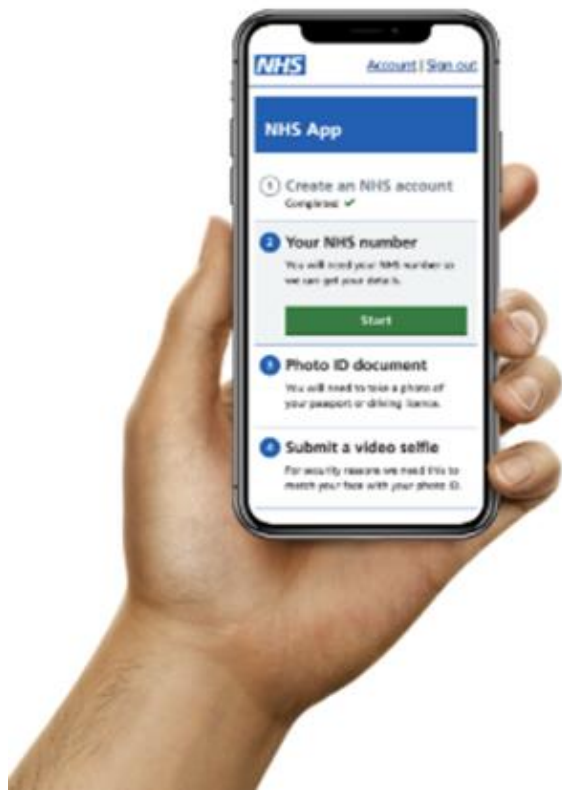 NHS
Account | Sign out
NHS App
1 Create an NHS account
Completed ✔
2 Your NHS number
You will need your NHS number so
we can get your details.
Start
3 Photo ID document
You will need to take a photo of
your passport or driving licence.
4 Submit a video selfie
For security reasons we need this to
match your face with your photo ID.